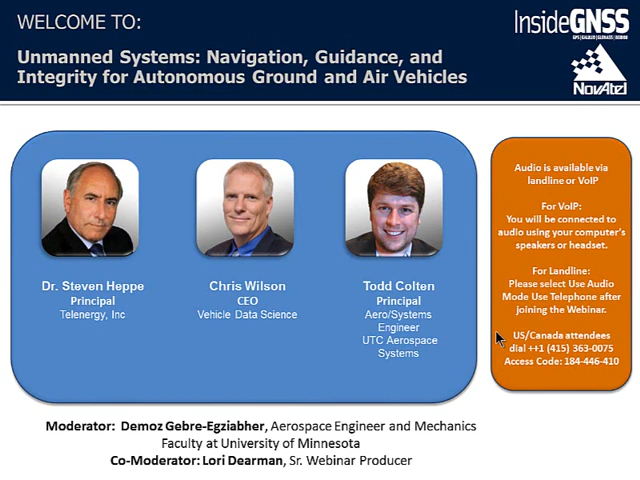 WELCOME TO:
Unmanned Systems: Navigation, Guidance, and
Integrity for Autonomous Ground and Air Vehicles
InsideGNSS
GPS | GALILEO | GLONASS | BEIDOU
NovAtel
Dr. Steven Heppe
Principal
Telenergy, Inc
Chris Wilson
CEO
Vehicle Data Science
Todd Colten
Principal
Aero/Systems
Engineer
UTC Aerospace
Systems
Audio is available via
landline or VoIP
For VoIP:
You will be connected to
audio using your computer's
speakers or headset.
For Landline:
Please select Use Audio
Mode Use Telephone after
joining the Webinar.
US/Canada attendees
dial ++1 (415) 363-0075
Access Code: 184-446-410
Moderator: Demoz Gebre-Egziabher, Aerospace Engineer and Mechanics
Faculty at University of Minnesota
Co-Moderator: Lori Dearman, Sr. Webinar Producer